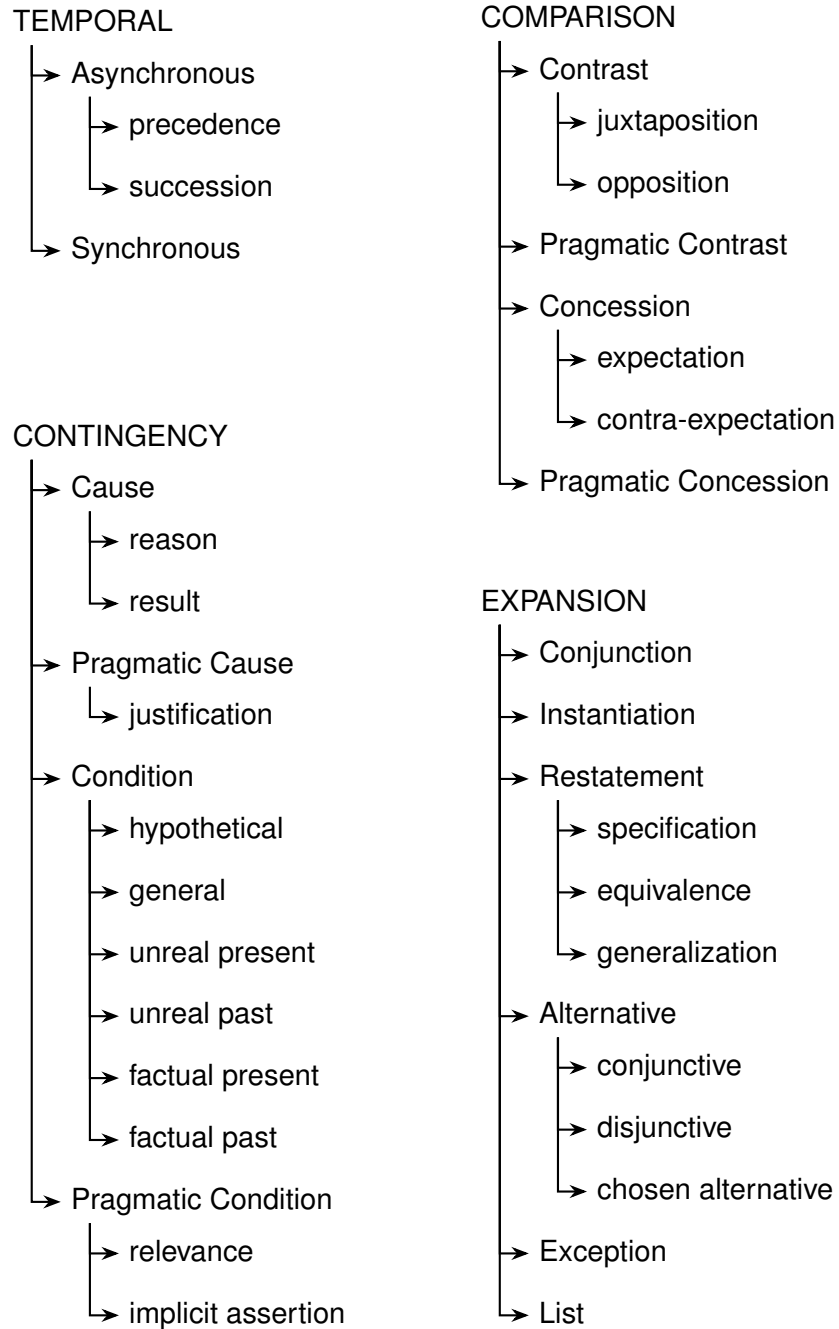 TEMPORAL
Asynchronous
precedence
succession
Synchronous
CONTINGENCY
Cause
reason
result
Pragmatic Cause
justification
Condition
hypothetical
general
unreal present
unreal past
factual present
factual past
Pragmatic Condition
relevance
implicit assertion
COMPARISON
Contrast
juxtaposition
opposition
Pragmatic Contrast
Concession
expectation
contra-expectation
Pragmatic Concession
EXPANSION
Conjunction
Instantiation
Restatement
specification
equivalence
generalization
Alternative
conjunctive
disjunctive
chosen alternative
Exception
List